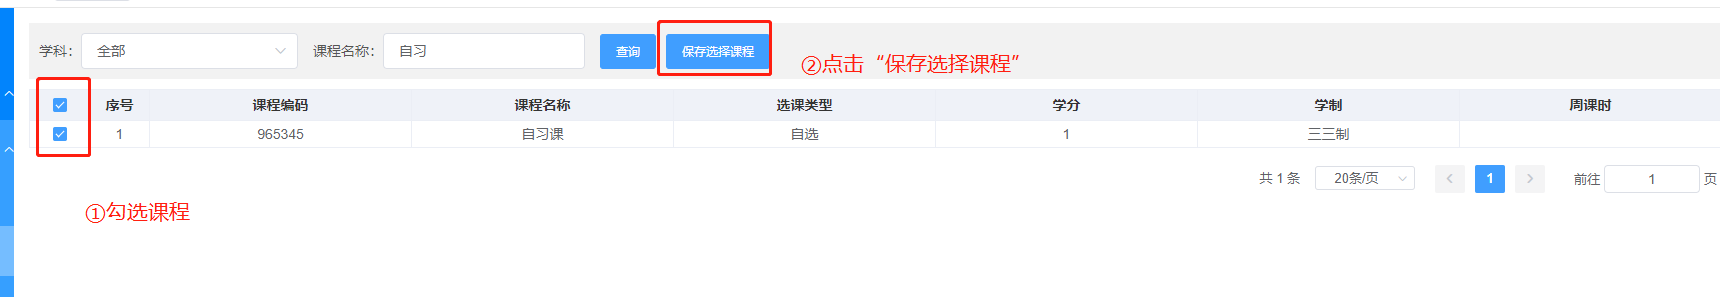 学科： 全部 课程名称： 自习 查询 保存选择课程
②点击“保存选择课程”
序号 课程编码 课程名称 选课类型 学分 学制 周课时
1 965345 自习课 自选 1 三三制
共 1 条 20条/页 1 前往 1 页
①勾选课程